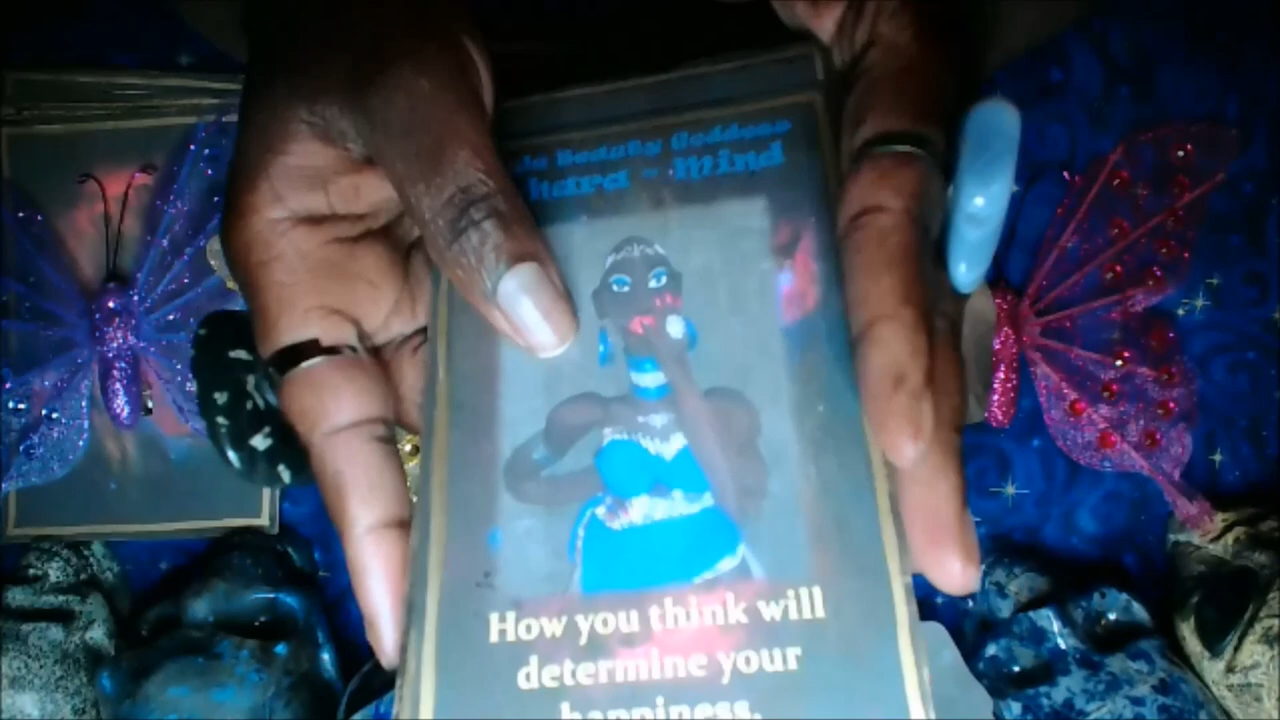 Beauty Goddess
- Mind
How you think will
determine your
happiness.